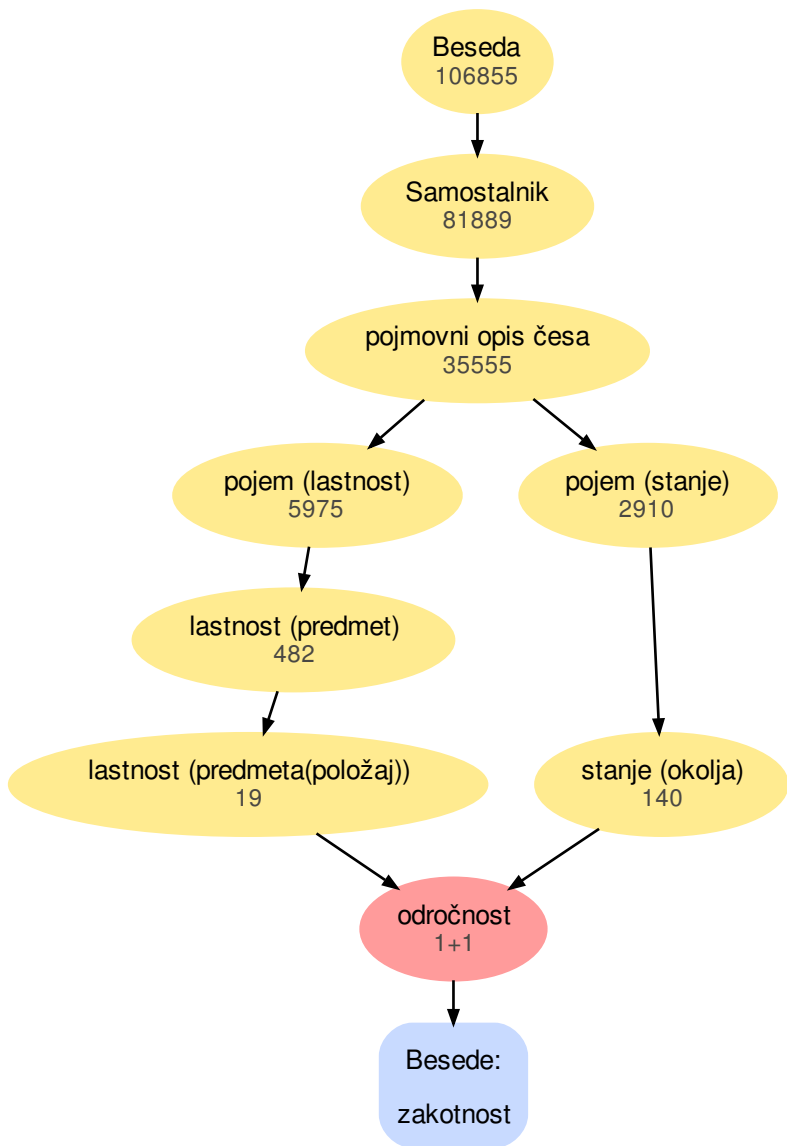 Beseda
106855
Samostalnik
81889
pojmovni opis česa
35555
pojem (lastnost)
5975
pojem (stanje)
2910
lastnost (predmet)
482
lastnost (predmeta(položaj))
19
stanje (okolja)
140
odročnost
1+1
Besede:
zakotnost